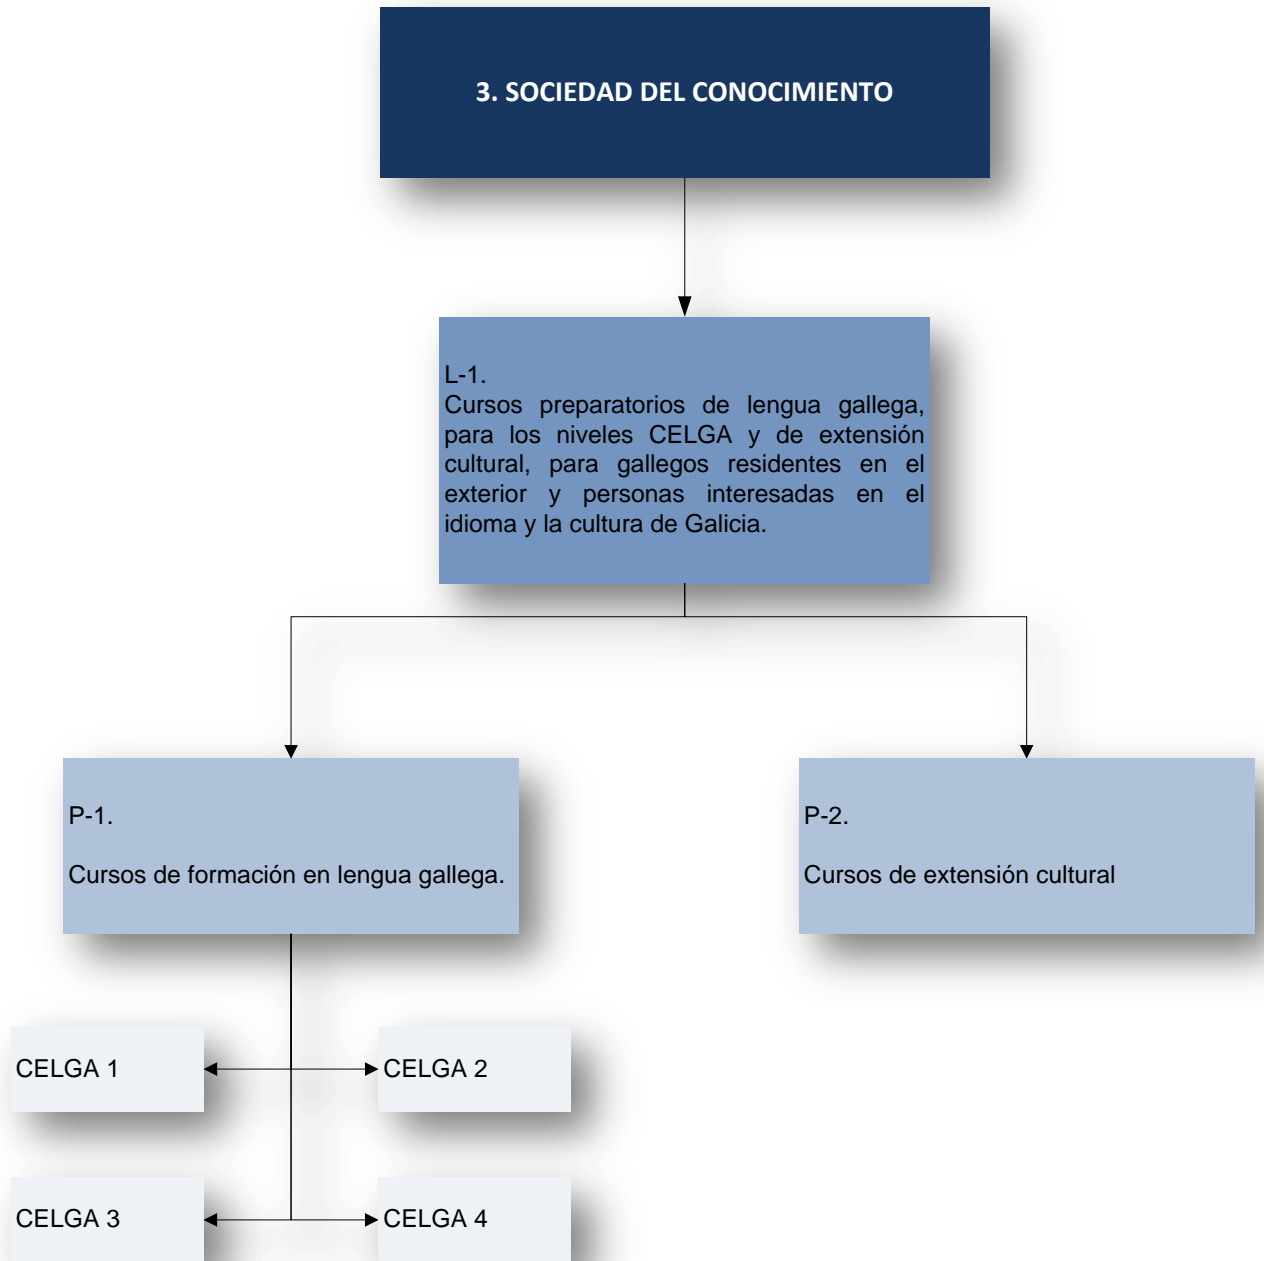 3. SOCIEDAD DEL CONOCIMIENTO
L-1.
Cursos preparatorios de lengua gallega,
para los niveles CELGA y de extensión
cultural, para gallegos residentes en el
exterior y personas interesadas en el
idioma y la cultura de Galicia.
P-1.
Cursos de formación en lengua gallega.
P-2.
Cursos de extensión cultural
CELGA 1
CELGA 2
CELGA 3
CELGA 4